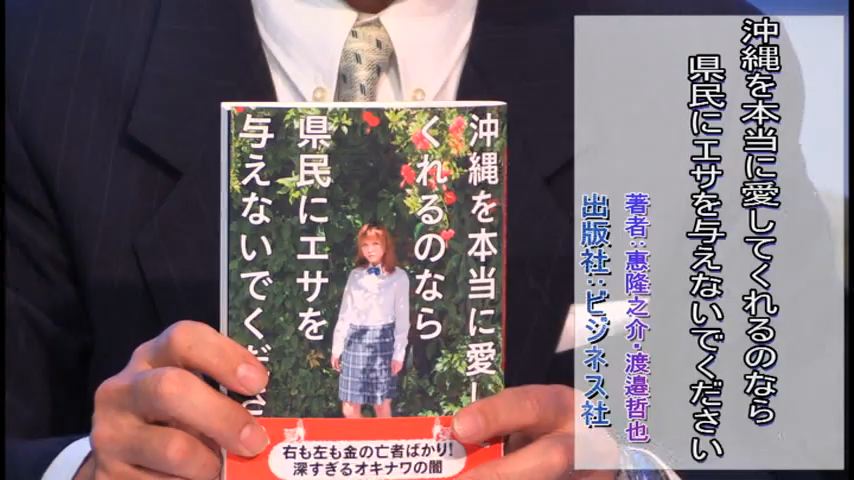 沖縄を本当に愛してくれるのなら
県民にエサを与えないでください
著者：惠隆之介・渡邉哲也
出版社：ビジネス社
沖縄を本当に愛し
くれるのなら
県民にエサを
与えないでくださ
右も左も金の亡者ばかり！
深すぎるオキナワの闇